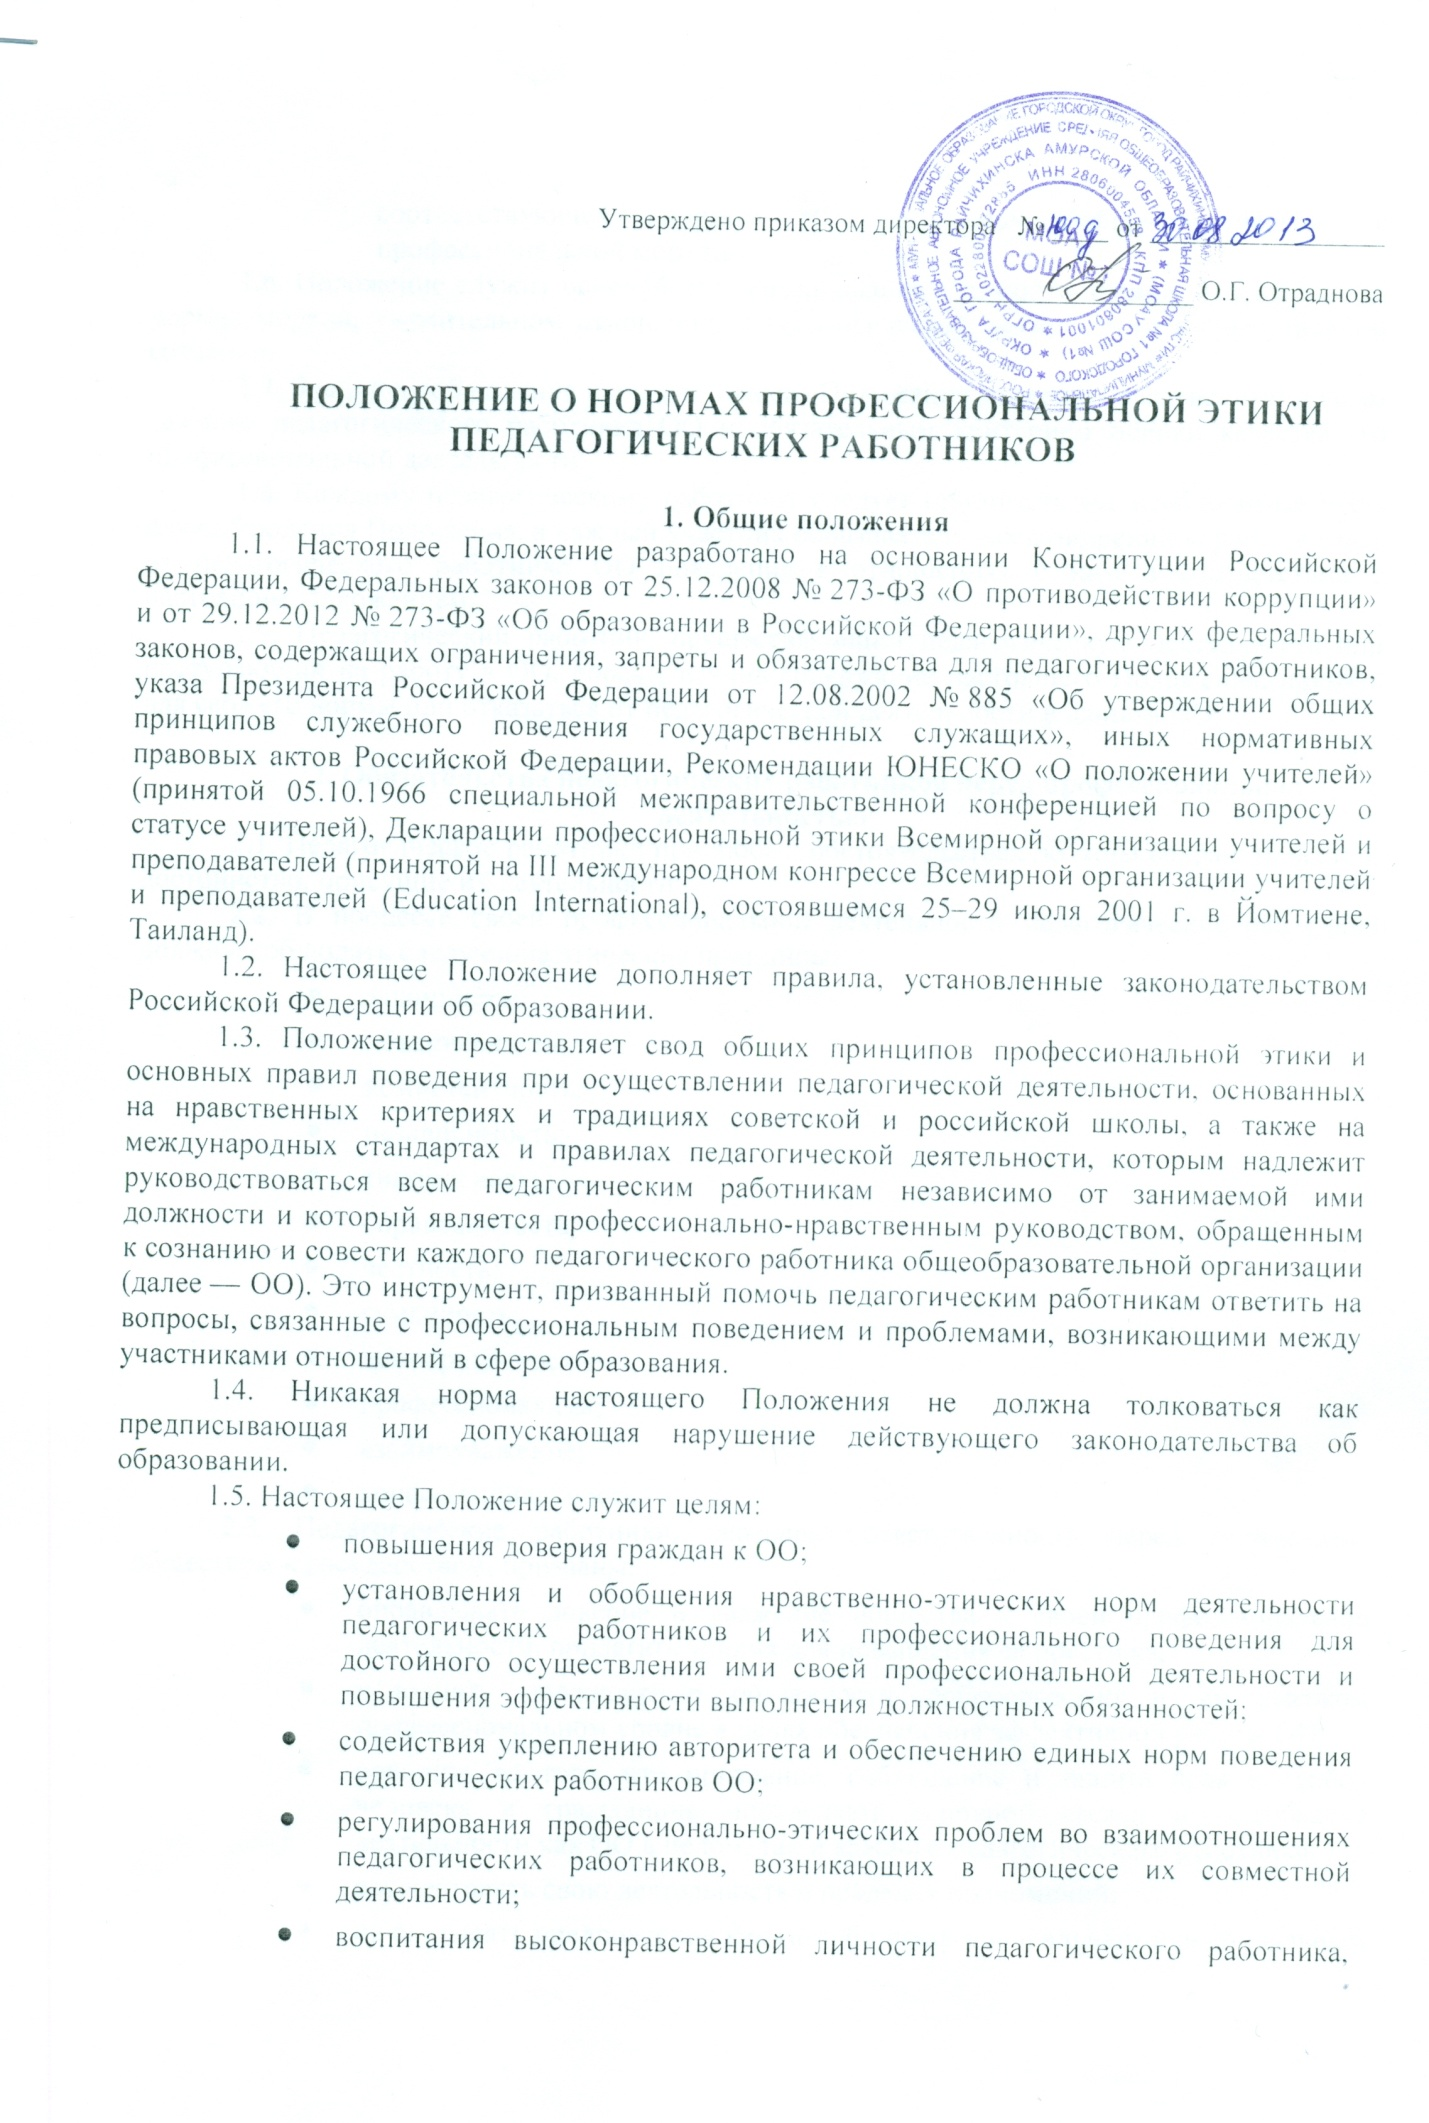 Утверждено приказом директора № от 30.08.2013
МОАУ
СОШ №1
О.Г. Отраднова
ПОЛОЖЕНИЕ О НОРМАХ ПРОФЕССИОНАЛЬНОЙ ЭТИКИ
ПЕДАГОГИЧЕСКИХ РАБОТНИКОВ
1. Общие положения
1.1. Настоящее Положение разработано на основании Конституции Российской
Федерации, Федеральных законов от 25.12.2008 № 273-ФЗ «О противодействии коррупции»
и от 29.12.2012 № 273-ФЗ «Об образовании в Российской Федерации», других федеральных
законов, содержащих ограничения, запреты и обязательства для педагогических работников,
указа Президента Российской Федерации от 12.08.2002 № 885 «Об утверждении общих
принципов служебного поведения государственных служащих», иных нормативных
правовых актов Российской Федерации, Рекомендации ЮНЕСКО «О положении учителей»
(принятой 05.10.1966 специальной межправительственной конференцией по вопросу о
статусе учителей), Декларации профессиональной этики Всемирной организации учителей и
преподавателей (принятой на III международном конгрессе Всемирной организации учителей
и преподавателей (Education International), состоявшемся 25–29 июля 2001 г. в Йомтиене,
Таиланд).
1.2. Настоящее Положение дополняет правила, установленные законодательством
Российской Федерации об образовании.
1.3. Положение представляет свод общих принципов профессиональной этики и
основных правил поведения при осуществлении педагогической деятельности, основанных
на нравственных критериях и традициях советской и российской школы, а также на
международных стандартах и правилах педагогической деятельности, которым надлежит
руководствоваться всем педагогическим работникам независимо от занимаемой ими
должности и который является профессионально-нравственным руководством, обращенным
к сознанию и совести каждого педагогического работника общеобразовательной организации
(далее — ОО). Это инструмент, призванный помочь педагогическим работникам ответить на
вопросы, связанные с профессиональным поведением и проблемами, возникающими между
участниками отношений в сфере образования.
1.4. Никакая норма настоящего Положения не должна толковаться как
предписывающая или допускающая нарушение действующего законодательства об
образовании.
1.5. Настоящее Положение служит целям:
● повышения доверия граждан к ОО;
● установления и обобщения нравственно-этических норм деятельности
педагогических работников и их профессионального поведения для
достойного осуществления ими своей профессиональной деятельности и
повышения эффективности выполнения должностных обязанностей;
● содействия укреплению авторитета и обеспечению единых норм поведения
педагогических работников ОО;
● регулирования профессионально-этических проблем во взаимоотношениях
педагогических работников, возникающих в процессе их совместной
деятельности;
● воспитания высоконравственной личности педагогического работника,